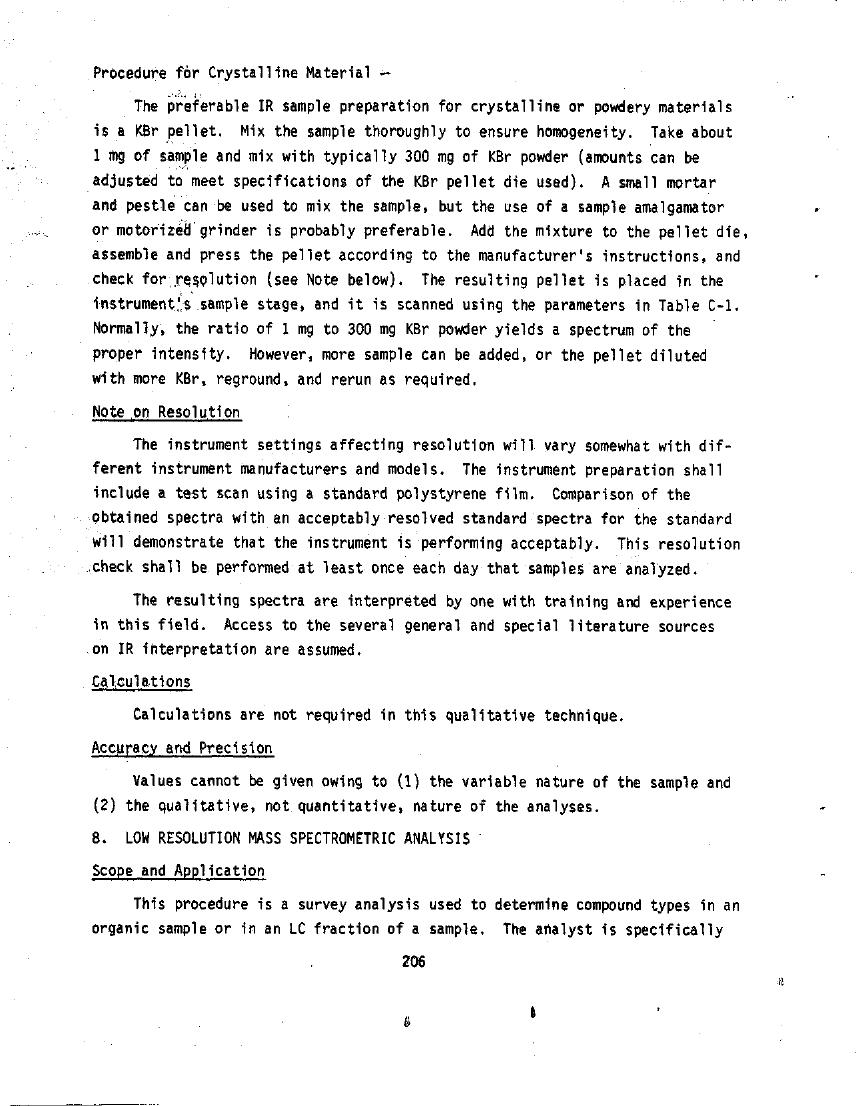 Procedure for Crystalline Material --
The preferable IR sample preparation for crystalline or powdery materials
is a KBr pellet. Mix the sample thoroughly to ensure homogeneity. Take about
1 mg of sample and mix with typically 300 mg of KBr powder (amounts can be
adjusted to meet specifications of the KBr pellet die used). A small mortar
and pestle can be used to mix the sample, but the use of a sample amalgamator
or motorized grinder is probably preferable. Add the mixture to the pellet die,
assemble and press the pellet according to the manufacturer's instructions, and
check for resolution (see Note below). The resulting pellet is placed in the
instrument's sample stage, and it is scanned using the parameters in Table C-1.
Normally, the ratio of 1 mg to 300 mg KBr powder yields a spectrum of the
proper intensity. However, more sample can be added, or the pellet diluted
with more KBr, reground, and rerun as required.
Note on Resolution
The instrument settings affecting resolution will vary somewhat with dif-
ferent instrument manufacturers and models. The instrument preparation shall
include a test scan using a standard polystyrene film. Comparison of the
obtained spectra with an acceptably resolved standard spectra for the standard
will demonstrate that the instrument is performing acceptably. This resolution
check shall be performed at least once each day that samples are analyzed.
The resulting spectra are interpreted by one with training and experience
in this field. Access to the several general and special literature sources
on IR interpretation are assumed.
Calculations
Calculations are not required in this qualitative technique.
Accuracy and Precision
Values cannot be given owing to (1) the variable nature of the sample and
(2) the qualitative, not quantitative, nature of the analyses.
8. LOW RESOLUTION MASS SPECTROMETRIC ANALYSIS
Scope and Application
This procedure is a survey analysis used to determine compound types in an
organic sample or in an LC fraction of a sample. The analyst is specifically
206